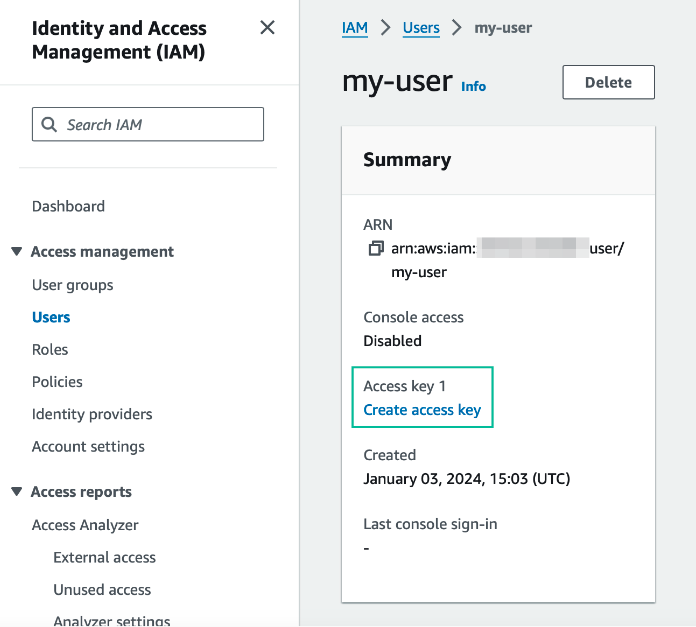 Identity and Access
Management (IAM)
Search IAM
Dashboard
Access management
User groups
Users
Roles
Policies
Identity providers
Account settings
Access reports
Access Analyzer
External access
Unused access
Analyzer settings
IAM > Users > my-user
my-user Info
Delete
Summary
ARN
arn:aws:iam: user/
my-user
Console access
Disabled
Access key 1
Create access key
Created
January 03, 2024, 15:03 (UTC)
Last console sign-in
-